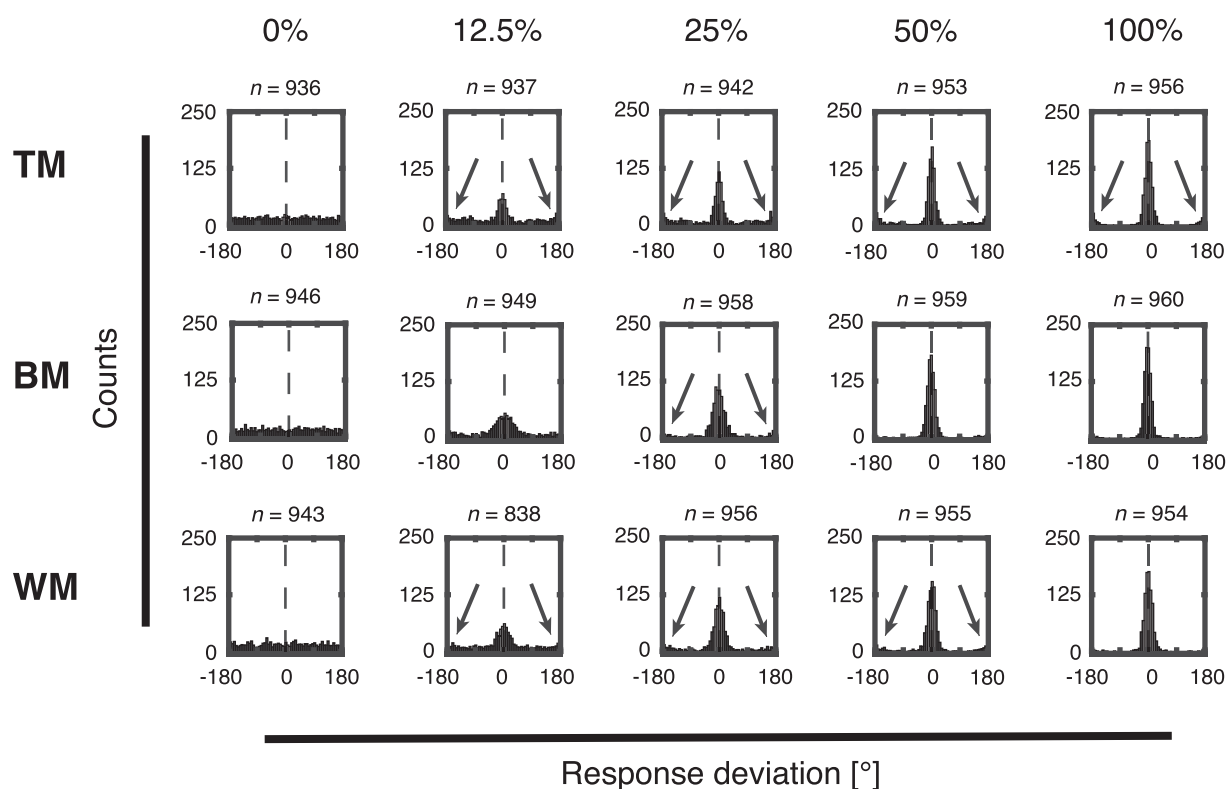 0% 12.5% 25% 50% 100%
n = 936 n = 937 n = 942 n = 953 n = 956
250 250 250 250 250
TM
125 125 125 125 125
0 0 0 0 0
-180 0 180 -180 0 180 -180 0 180 -180 0 180 -180 0 180
n = 946 n = 949 n = 958 n = 959 n = 960
250 250 250 250 250
BM
Counts
125 125 125 125 125
0 0 0 0 0
-180 0 180 -180 0 180 -180 0 180 -180 0 180 -180 0 180
n = 943 n = 838 n = 956 n = 955 n = 954
250 250 250 250 250
WM
125 125 125 125 125
0 0 0 0 0
-180 0 180 -180 0 180 -180 0 180 -180 0 180 -180 0 180
Response deviation [°]